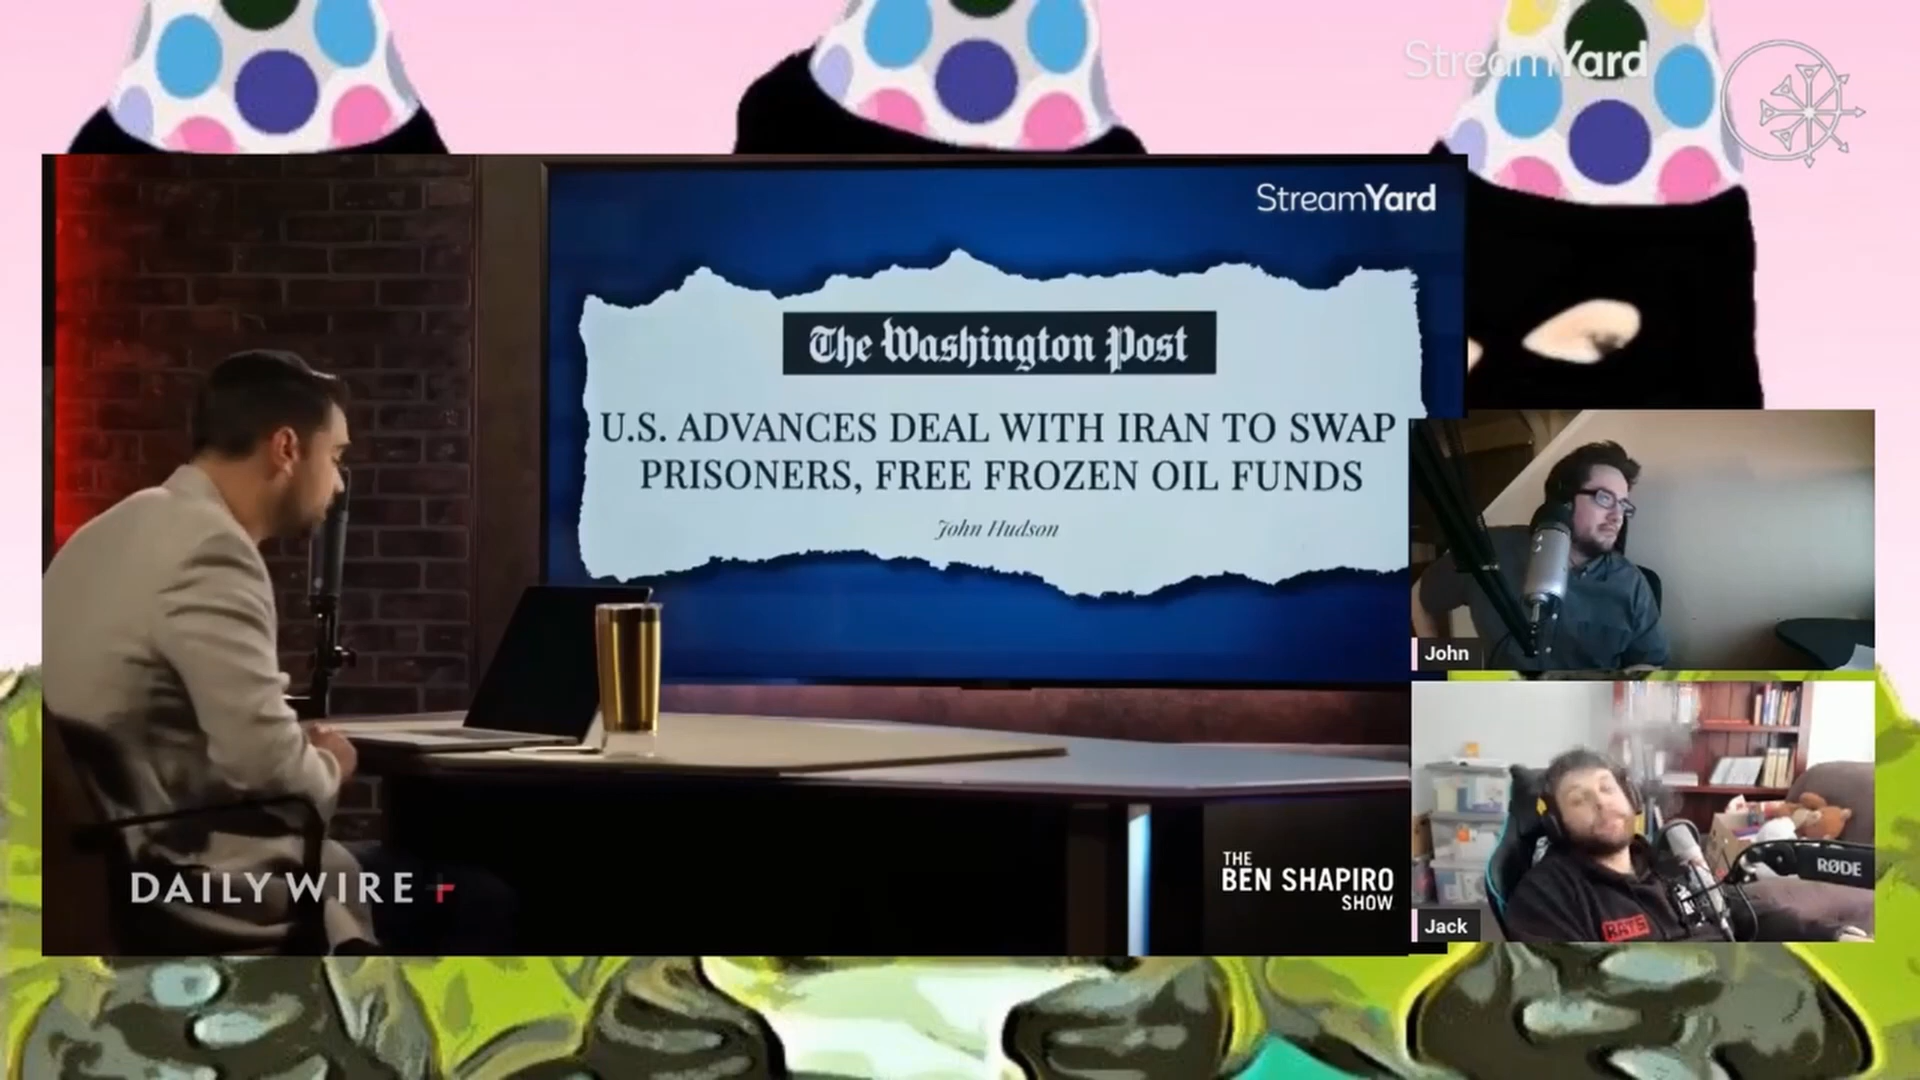 StreamYard
StreamYard
The Washington Post
U.S. ADVANCES DEAL WITH IRAN TO SWAP
PRISONERS, FREE FROZEN OIL FUNDS
John Hudson
John
RØDE
RATS
Jack
DAILY WIRE +
THE
BEN SHAPIRO
SHOW